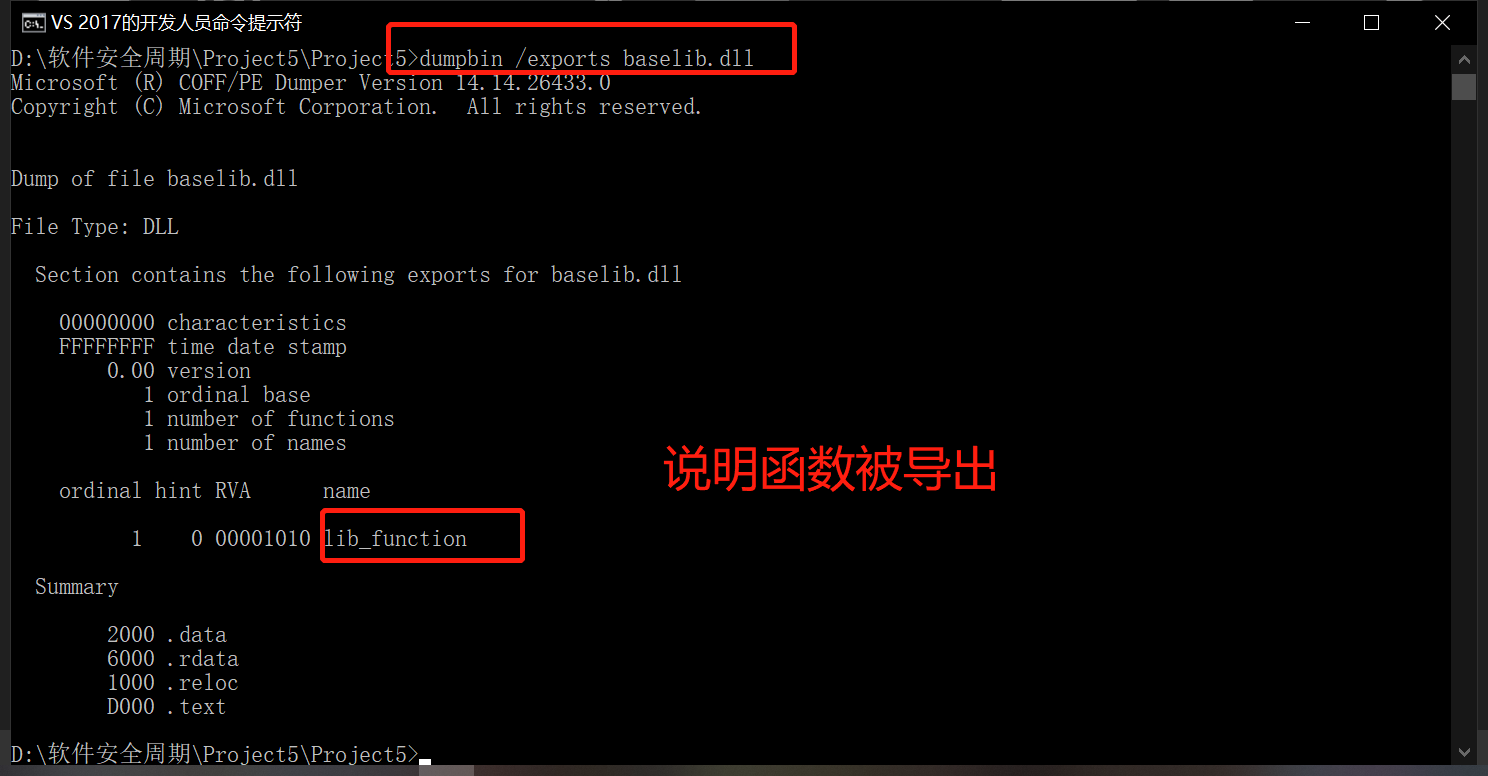 VS 2017的开发人员命令提示符
D:\软件安全周期\Project5\Project5>dumpbin /exports baselib.dll
Microsoft (R) COFF/PE Dumper Version 14.14.26433.0
Copyright (C) Microsoft Corporation.  All rights reserved.
Dump of file baselib.dll
File Type: DLL
Section contains the following exports for baselib.dll
00000000 characteristics
FFFFFFFF time date stamp
0.00 version
1 ordinal base
1 number of functions
1 number of names
说明函数被导出
ordinal hint RVA      name
1    0 00001010 lib_function
Summary
2000 .data
6000 .rdata
1000 .reloc
D000 .text
D:\软件安全周期\Project5\Project5>